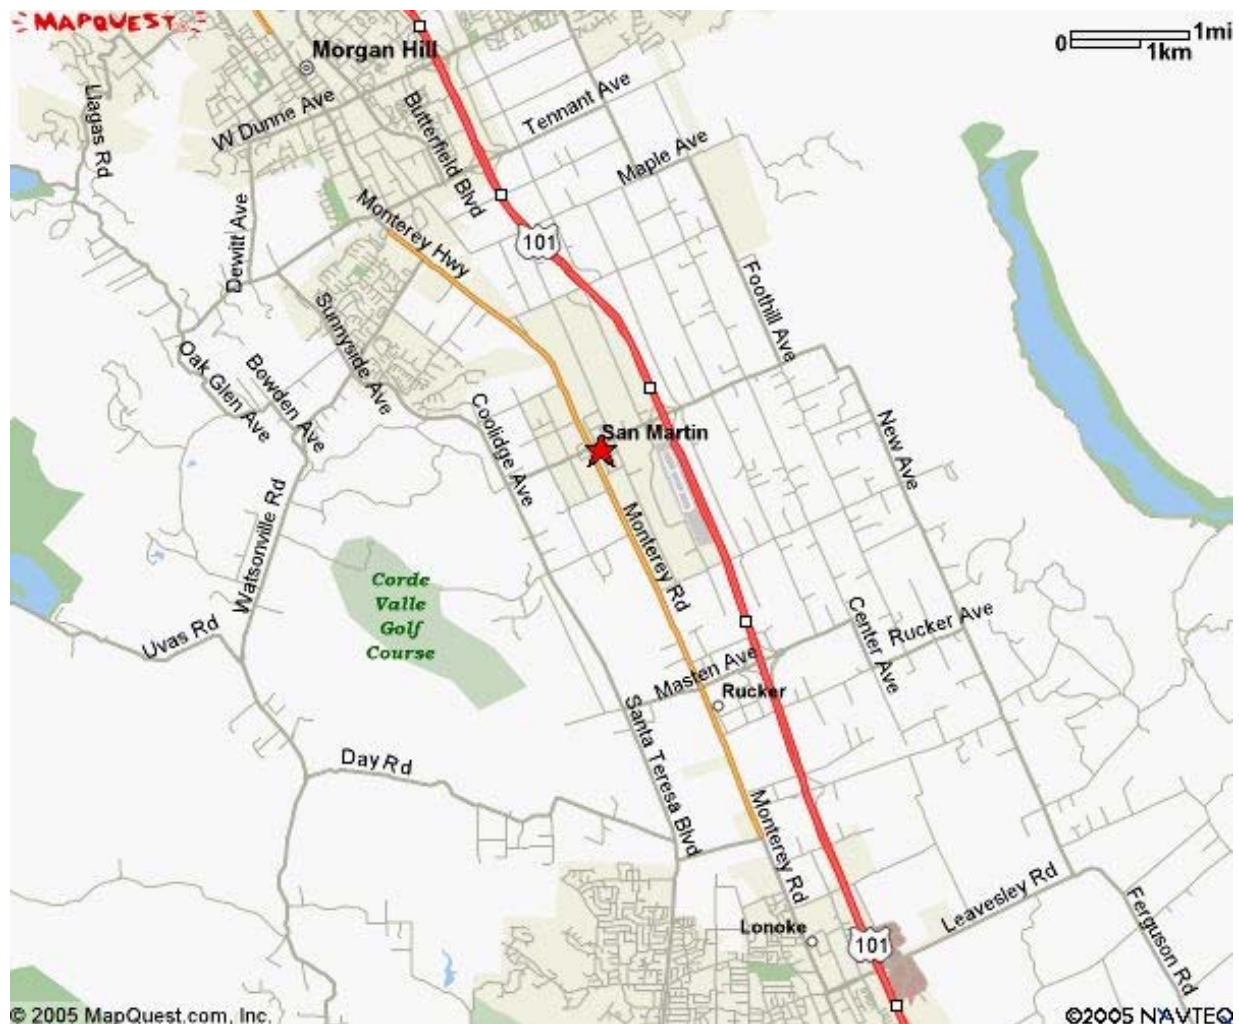 MAPQUEST
1mi
0
1km
Morgan Hill
Llagas Rd
W Dunne Ave
Butterfield Blvd
Tennant Ave
Maple Ave
Monterey Hwy
Dewitt Ave
101
Foothill Ave
Sunnyside Ave
Oak Glen Ave
Bowden Ave
Coolidge Ave
San Martin
New Ave
Watsonville Rd
Monterey Rd
Corde
Valle
Golf
Course
Uvas Rd
Center Ave
Rucker Ave
Masten Ave
Rucker
Santa Teresa Blvd
Day Rd
Monterey Rd
Leavesley Rd
Ferguson Rd
Lonoke
101
© 2005 MapQuest.com, Inc.
©2005 NAVTEQ